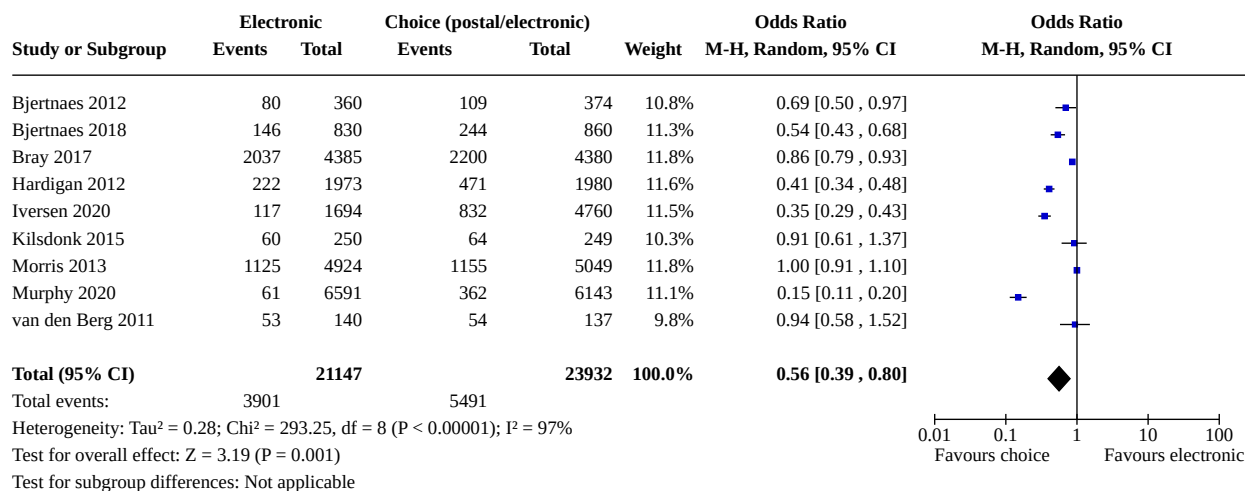 Electronic Choice (postal/electronic) Odds Ratio Odds Ratio
Study or Subgroup Events Total Events Total Weight M-H, Random, 95% CI M-H, Random, 95% CI
Bjertnaes 2012 80 360 109 374 10.8% 0.69 [0.50 , 0.97]
Bjertnaes 2018 146 830 244 860 11.3% 0.54 [0.43 , 0.68]
Bray 2017 2037 4385 2200 4380 11.8% 0.86 [0.79 , 0.93]
Hardigan 2012 222 1973 471 1980 11.6% 0.41 [0.34 , 0.48]
Iversen 2020 117 1694 832 4760 11.5% 0.35 [0.29 , 0.43]
Kilsdonk 2015 60 250 64 249 10.3% 0.91 [0.61 , 1.37]
Morris 2013 1125 4924 1155 5049 11.8% 1.00 [0.91 , 1.10]
Murphy 2020 61 6591 362 6143 11.1% 0.15 [0.11 , 0.20]
van den Berg 2011 53 140 54 137 9.8% 0.94 [0.58 , 1.52]
Total (95% CI) 21147 23932 100.0% 0.56 [0.39 , 0.80]
Total events: 3901 5491
Heterogeneity: Tau² = 0.28; Chi² = 293.25, df = 8 (P < 0.00001); I² = 97%
Test for overall effect: Z = 3.19 (P = 0.001)
Test for subgroup differences: Not applicable
0.01 0.1 1 10 100
Favours choice Favours electronic